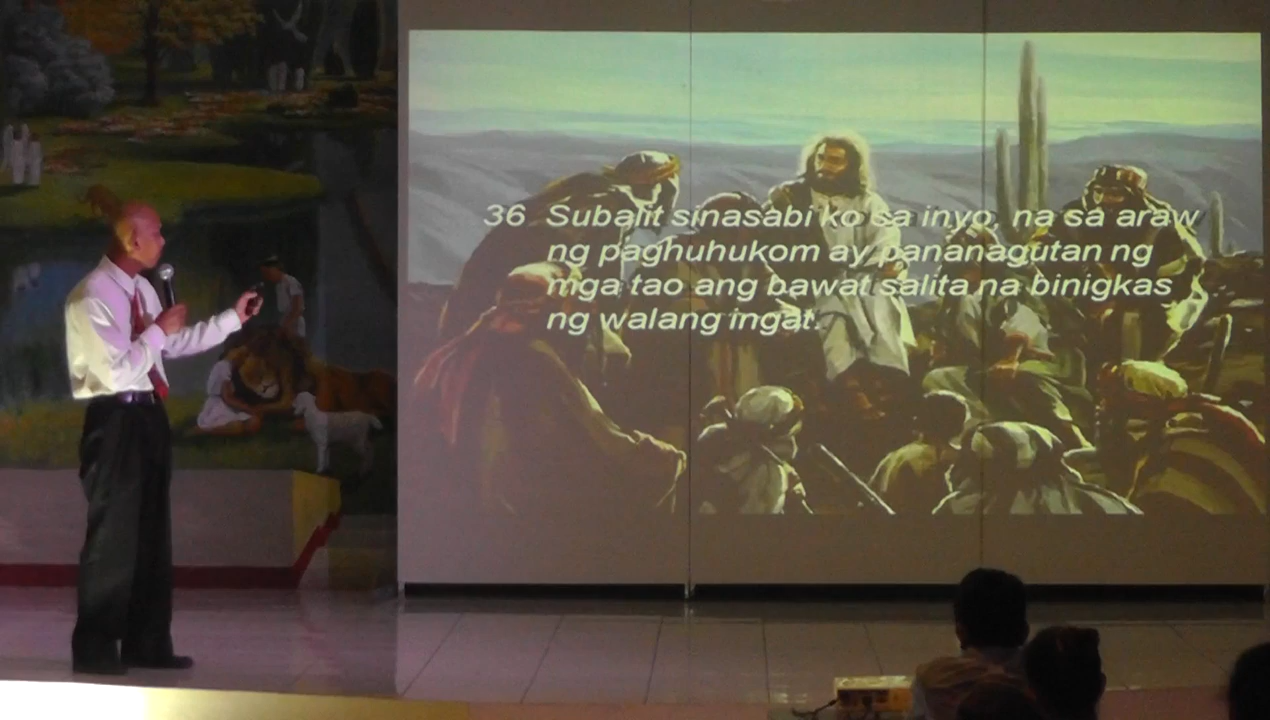 36 Subalit sinasabi ko sa inyo, na sa araw
ng paghuhukom ay pananagutan ng
mga tao ang bawat salita na binigkas
ng walang ingat.